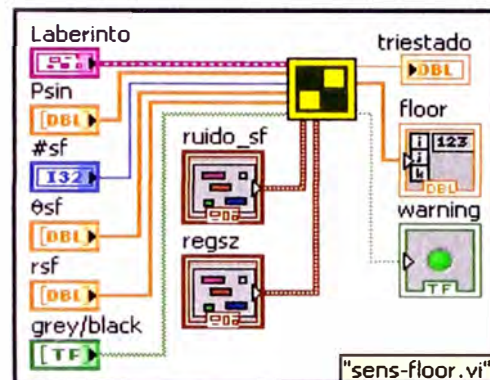 Laberinto
Psin
[DBL]
#sf
I32
θsf
[DBL]
rsf
[DBL]
grey/black
[TF]
ruido_sf
regsz
triestado
DBL
floor
i
i
k
123
DBL
warning
TF
"sens-floor.vi"